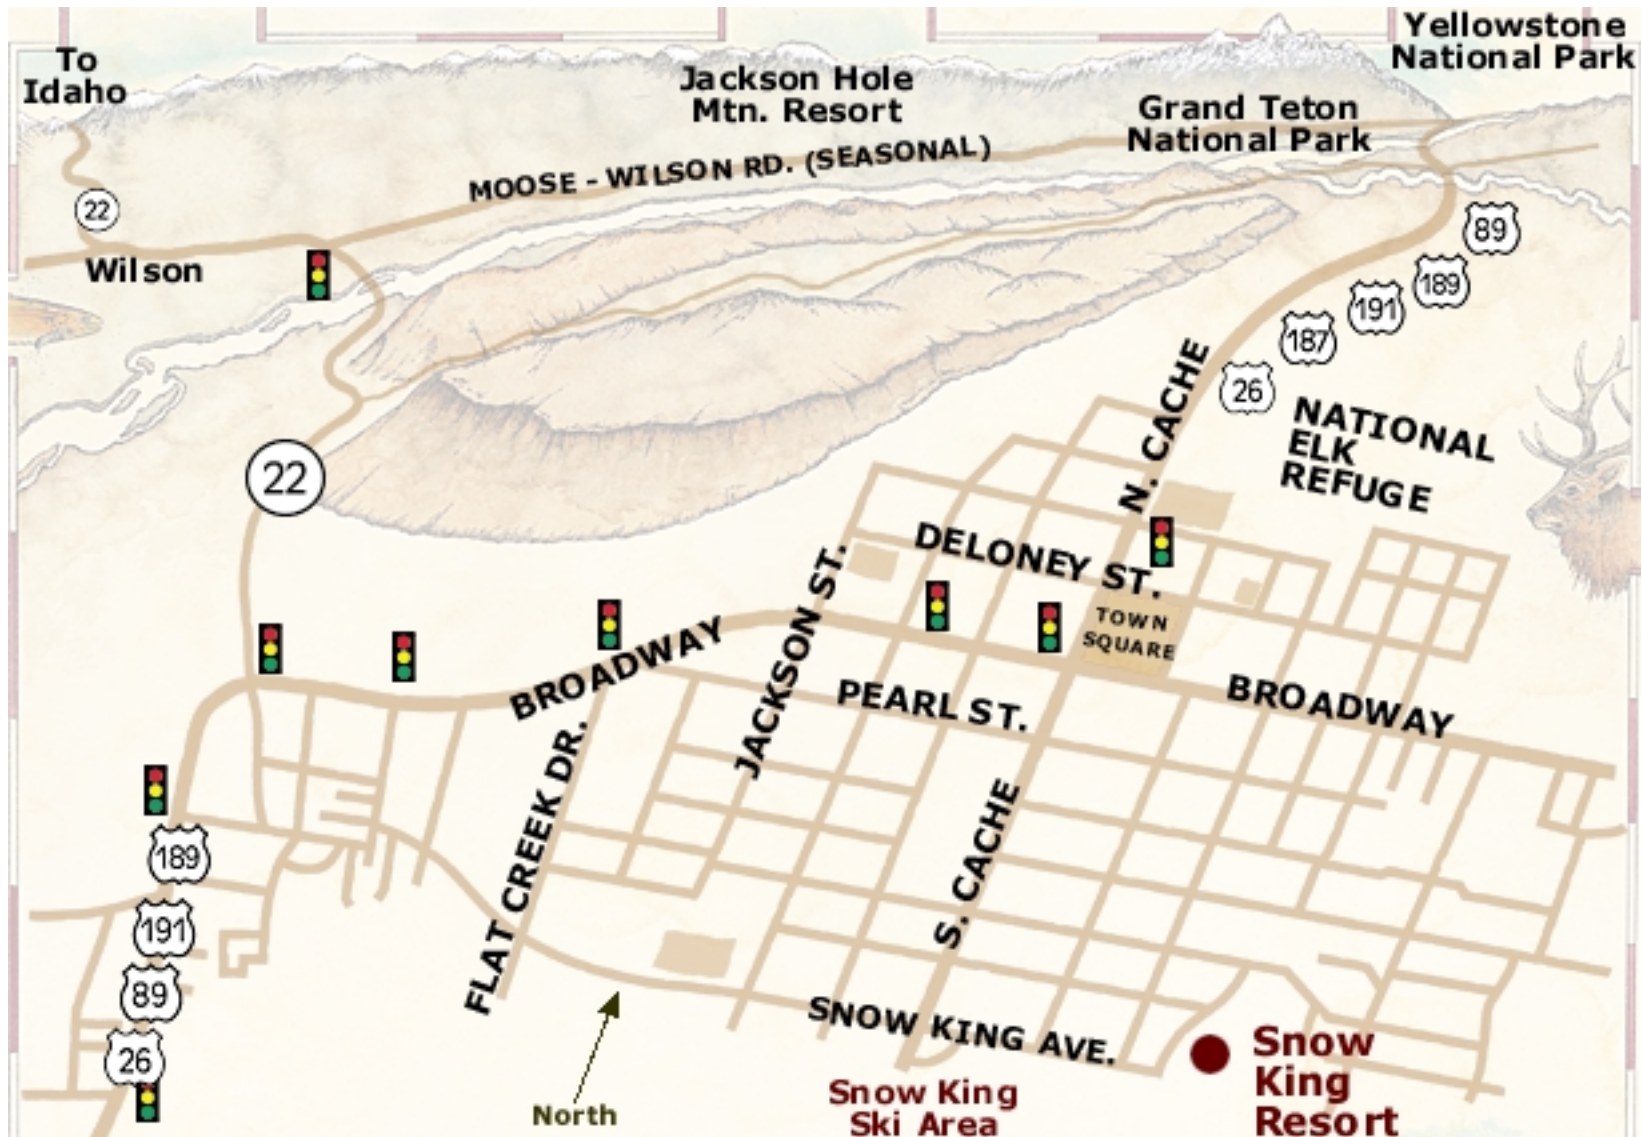 Yellowstone
National Park
To
Idaho
Jackson Hole
Mtn. Resort
Grand Teton
National Park
MOOSE - WILSON RD. (SEASONAL)
22
Wilson
89
189
191
187
26
N. CACHE
NATIONAL
ELK
REFUGE
22
DELONEY ST.
JACKSON ST.
TOWN
SQUARE
BROADWAY
PEARL ST.
BROADWAY
FLAT CREEK DR.
S. CACHE
189
191
89
26
SNOW KING AVE.
North
Snow King
Ski Area
Snow
King
Resort